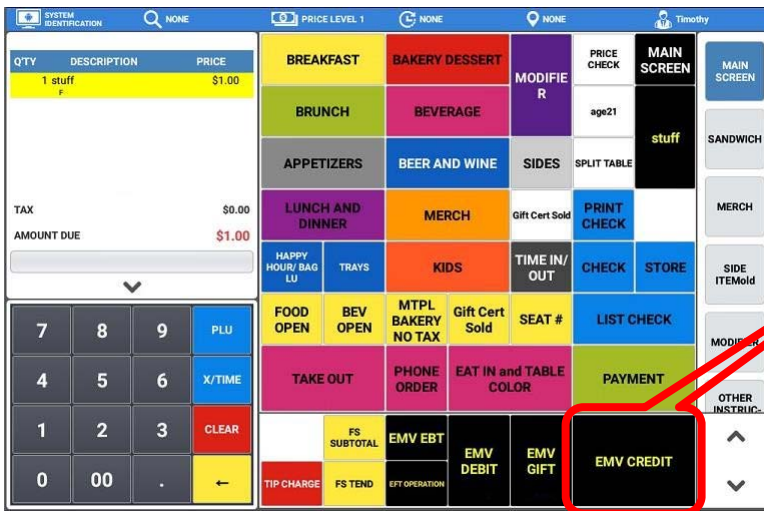 SYSTEM IDENTIFICATION NONE PRICE LEVEL 1 NONE NONE Timothy
Q'TY DESCRIPTION PRICE
1 stuff $1.00
F
TAX $0.00
AMOUNT DUE $1.00
7 8 9 PLU
4 5 6 X/TIME
1 2 3 CLEAR
0 00 . ←
BREAKFAST
BAKERY DESSERT
MODIFIE
R
PRICE
CHECK
MAIN
SCREEN
BRUNCH
BEVERAGE
age21
stuff
APPETIZERS
BEER AND WINE
SIDES
SPLIT TABLE
LUNCH AND
DINNER
MERCH
Gift Cert Sold
PRINT
CHECK
HAPPY
HOUR/ BAG
LU
TRAYS
KIDS
TIME IN/
OUT
CHECK
STORE
FOOD
OPEN
BEV
OPEN
MTPL
BAKERY
NO TAX
Gift Cert
Sold
SEAT #
LIST CHECK
TAKE OUT
PHONE
ORDER
EAT IN and TABLE
COLOR
PAYMENT
FS
SUBTOTAL
EMV EBT
EMV
DEBIT
EMV
GIFT
EMV CREDIT
TIP CHARGE
FS TEND
EFT OPERATION
MAIN
SCREEN
SANDWICH
MERCH
SIDE
ITEMold
MODIFIER
OTHER
INSTRUC-